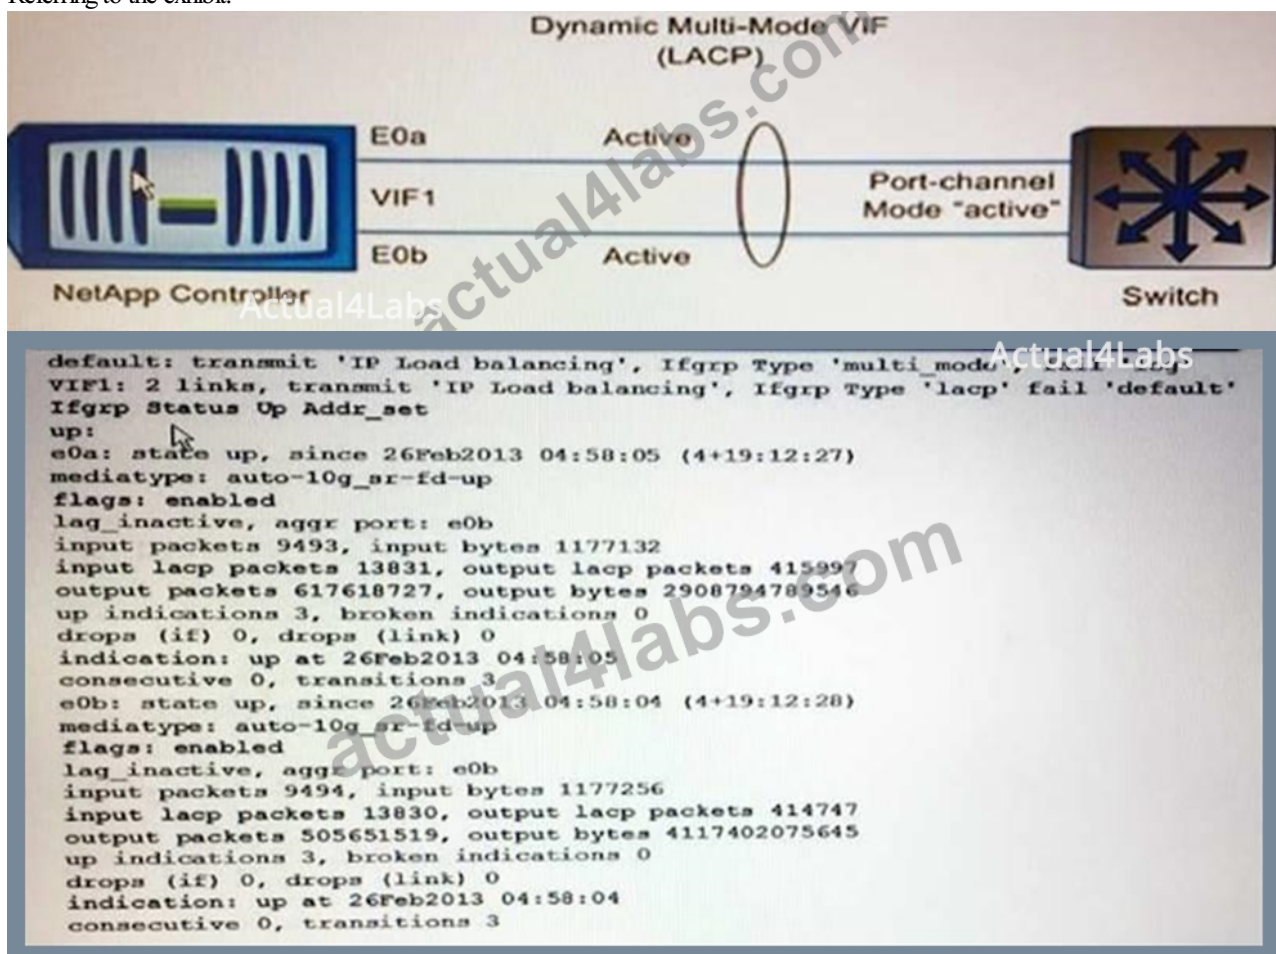 Referring to the exhibit:
Dynamic Multi-Mode VIF
(LACP)
E0a
Active
VIF1
Port-channel
Mode "active"
E0b
Active
NetApp Controller
Switch
Actual4Labs
actual4labs.com
Actual4Labs
default: transmit 'IP Load balancing', Ifgrp Type 'multi_mode',
VIF1: 2 links, transmit 'IP Load balancing', Ifgrp Type 'lacp' fail 'default'
Ifgrp Status Up Addr_set
up:
e0a: state up, since 26Feb2013 04:58:05 (4+19:12:27)
mediatype: auto-10g_sr-fd-up
flags: enabled
lag_inactive, aggr port: e0b
input packets 9493, input bytes 1177132
input lacp packets 13831, output lacp packets 415997
output packets 617618727, output bytes 2908794789546
up indications 3, broken indications 0
drops (if) 0, drops (link) 0
indication: up at 26Feb2013 04:58:05
consecutive 0, transitions 3
e0b: state up, since 26Feb2013 04:58:04 (4+19:12:28)
mediatype: auto-10g_sr-fd-up
flags: enabled
lag_inactive, aggr port: e0b
input packets 9494, input bytes 1177256
input lacp packets 13830, output lacp packets 414747
output packets 505651519, output bytes 4117402075645
up indications 3, broken indications 0
drops (if) 0, drops (link) 0
indication: up at 26Feb2013 04:58:04
consecutive 0, transitions 3
actual4labs.com